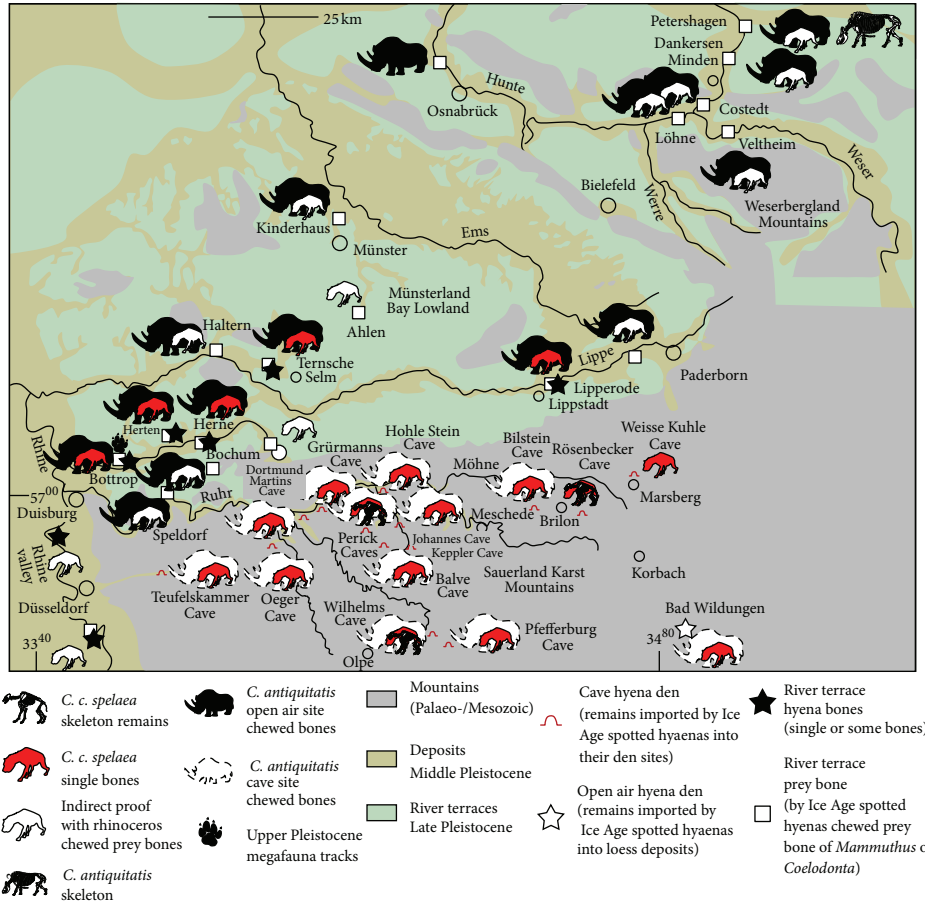 25 km
Petershagen
Dankersen
Minden
Hunte
Osnabrück
Costedt
Löhne
Veltheim
Weser
Bielefeld
Werre
Weserbergland
Mountains
Kinderhaus
Münster
Ems
Münsterland
Bay Lowland
Ahlen
Haltern
Ternsche
Selm
Lippe
Lipperode
Lippstadt
Paderborn
Herten
Herne
Bochum
Bottrop
Rhine
Dortmund
Martins
Cave
Grürmanns
Cave
Hohle Stein
Cave
Möhne
Bilstein
Cave
Rösenbecker
Cave
Weisse Kuhle
Cave
Marsberg
57⁰⁰
Duisburg
Ruhr
Speldorf
Meschede
Brilon
Perick
Caves
Johannes Cave
Keppler Cave
Rhine
valley
Düsseldorf
Teufelskammer
Cave
Oeger
Cave
Balve
Cave
Sauerland Karst
Mountains
Korbach
Wilhelms
Cave
Olpe
Pfefferburg
Cave
Bad Wildungen
33⁴⁰
34⁸⁰
C. c. spelaea
skeleton remains
C. c. spelaea
single bones
Indirect proof
with rhinoceros
chewed prey bones
C. antiquitatis
skeleton
C. antiquitatis
open air site
chewed bones
C. antiquitatis
cave site
chewed bones
Upper Pleistocene
megafauna tracks
Mountains
(Palaeo-/Mesozoic)
Deposits
Middle Pleistocene
River terraces
Late Pleistocene
Cave hyena den
(remains imported by Ice
Age spotted hyaenas into
their den sites)
Open air hyena den
(remains imported by
Ice Age spotted hyaenas
into loess deposits)
River terrace
hyena bones
(single or some bones)
River terrace
prey bone
(by Ice Age spotted
hyenas chewed prey
bone of Mammuthus o
Coelodonta)